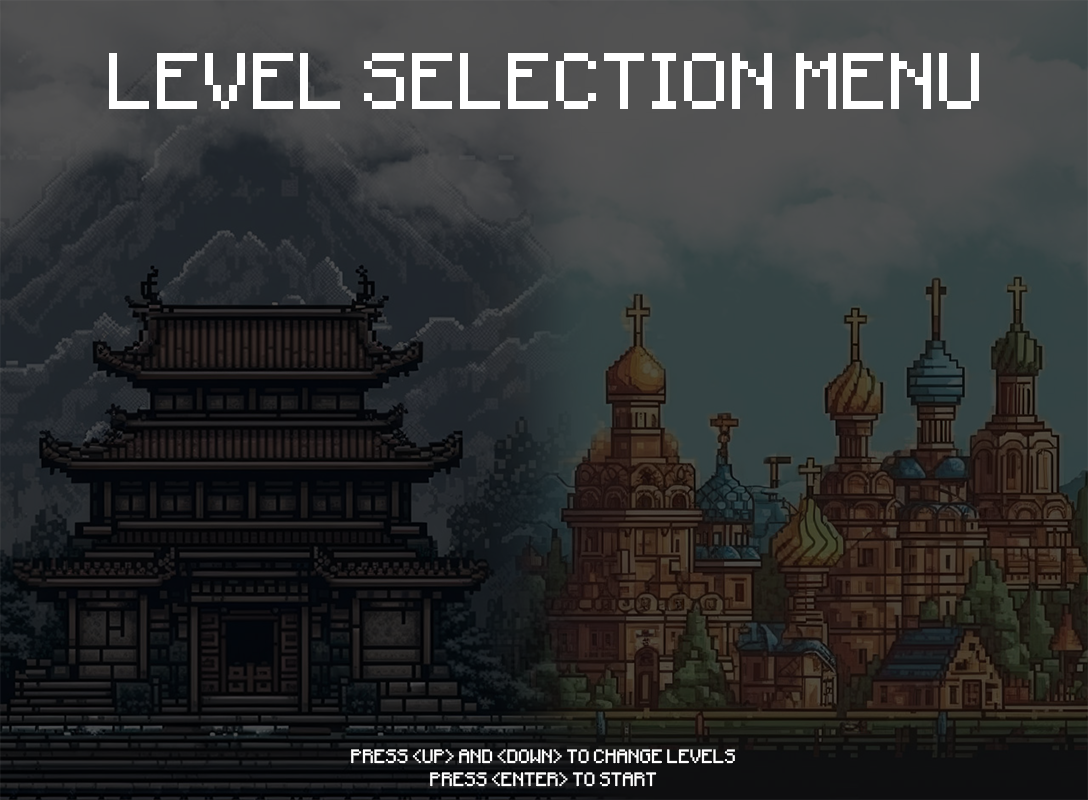 LEVEL SELECTION MENU
PRESS <UP> AND <DOWN> TO CHANGE LEVELS
PRESS <ENTER> TO START